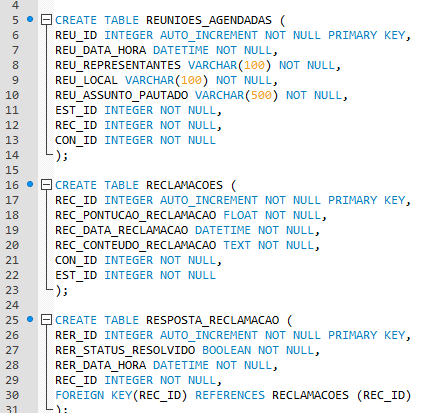 4
5 CREATE TABLE REUNIOES_AGENDADAS (
6 REU_ID INTEGER AUTO_INCREMENT NOT NULL PRIMARY KEY,
7 REU_DATA_HORA DATETIME NOT NULL,
8 REU_REPRESENTANTES VARCHAR(100) NOT NULL,
9 REU_LOCAL VARCHAR(100) NOT NULL,
10 REU_ASSUNTO_PAUTADO VARCHAR(500) NOT NULL,
11 EST_ID INTEGER NOT NULL,
12 REC_ID INTEGER NOT NULL,
13 CON_ID INTEGER NOT NULL
14 );
15
16 CREATE TABLE RECLAMACOES (
17 REC_ID INTEGER AUTO_INCREMENT NOT NULL PRIMARY KEY,
18 REC_PONTUCAO_RECLAMACAO FLOAT NOT NULL,
19 REC_DATA_RECLAMACAO DATETIME NOT NULL,
20 REC_CONTEUDO_RECLAMACAO TEXT NOT NULL,
21 CON_ID INTEGER NOT NULL,
22 EST_ID INTEGER NOT NULL
23 );
24
25 CREATE TABLE RESPOSTA_RECLAMACAO (
26 RER_ID INTEGER AUTO_INCREMENT NOT NULL PRIMARY KEY,
27 RER_STATUS_RESOLVIDO BOOLEAN NOT NULL,
28 RER_DATA_HORA DATETIME NOT NULL,
29 REC_ID INTEGER NOT NULL,
30 FOREIGN KEY(REC_ID) REFERENCES RECLAMACOES (REC_ID)
31 );